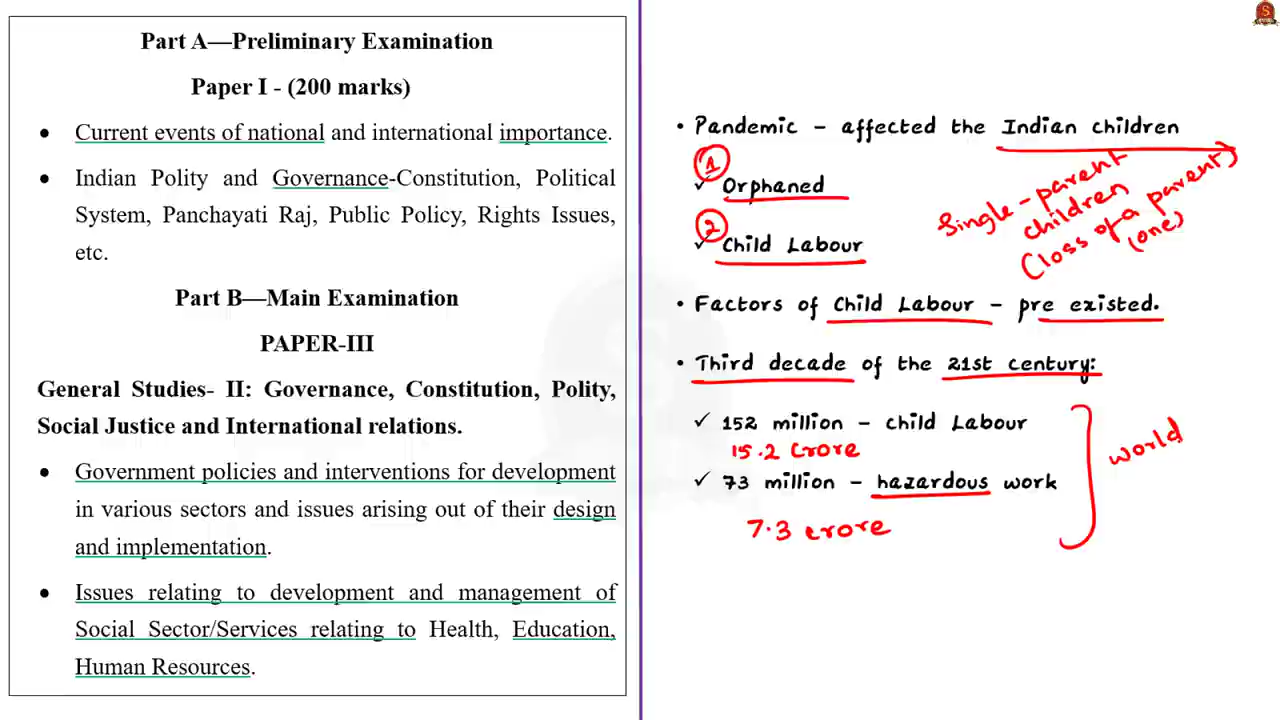 Part A—Preliminary Examination
Paper I - (200 marks)
• Current events of national and international importance.
• Indian Polity and Governance-Constitution, Political
System, Panchayati Raj, Public Policy, Rights Issues,
etc.
Part B—Main Examination
PAPER-III
General Studies- II: Governance, Constitution, Polity,
Social Justice and International relations.
• Government policies and interventions for development
in various sectors and issues arising out of their design
and implementation.
• Issues relating to development and management of
Social Sector/Services relating to Health, Education,
Human Resources.
• Pandemic – affected the Indian children
1
✓ Orphaned
2
✓ Child Labour
Single-parent
children
(loss of a parent)
(one)
• Factors of Child Labour – pre existed.
• Third decade of the 21st century:
✓ 152 million – child Labour
15.2 crore
✓ 73 million – hazardous work
7.3 crore
world
S